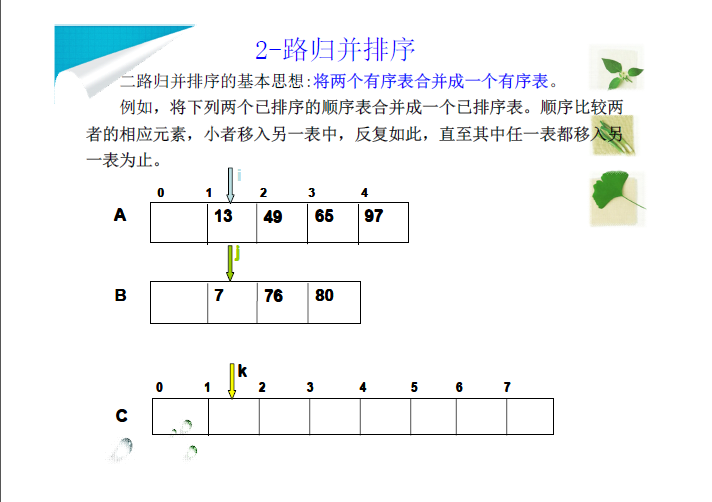 2-路归并排序
二路归并排序的基本思想:将两个有序表合并成一个有序表。
例如，将下列两个已排序的顺序表合并成一个已排序表。顺序比较两
者的相应元素，小者移入另一表中，反复如此，直至其中任一表都移入另
一表为止。
i
0 1 2 3 4
A 13 49 65 97
j
B 7 76 80
k
0 1 2 3 4 5 6 7
C